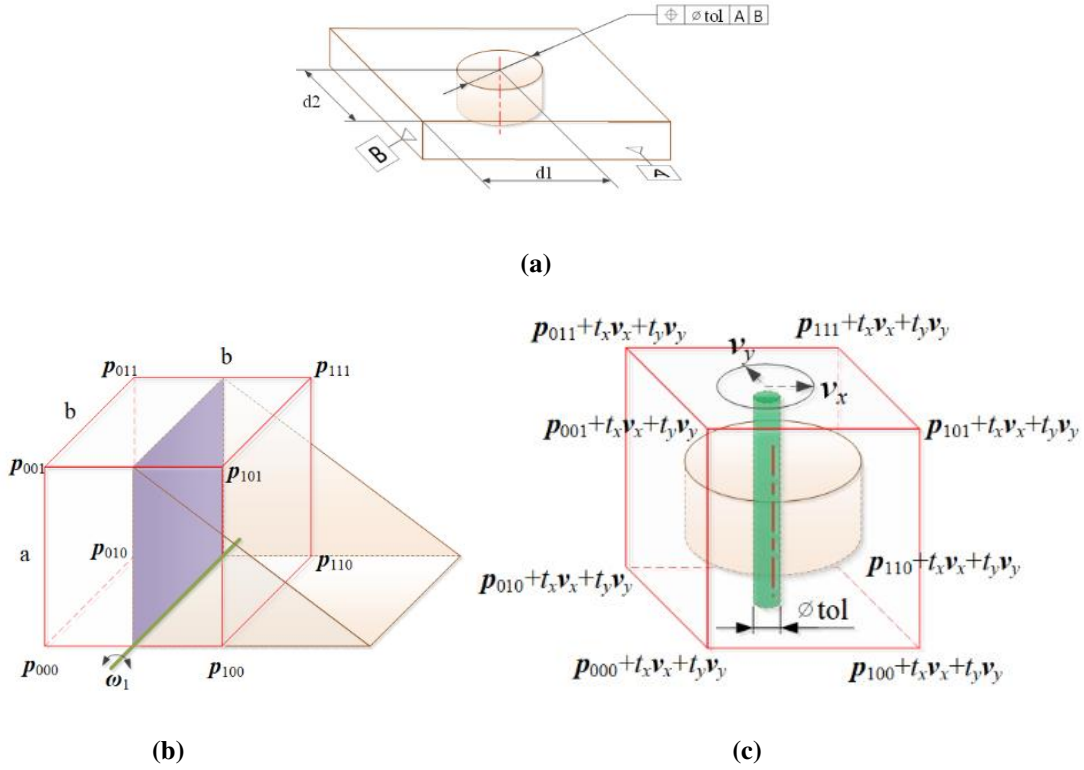 ⌖ ⌀ tol A B
d2
B
d1
A
(a)
p011 b p111
b
p001 p101
a p010 p110
p000 p100
ω1
(b)
p011+txvx+tyvy p111+txvx+tyvy
vy
vx
p001+txvx+tyvy p101+txvx+tyvy
p010+txvx+tyvy p110+txvx+tyvy
⌀ tol
p000+txvx+tyvy p100+txvx+tyvy
(c)